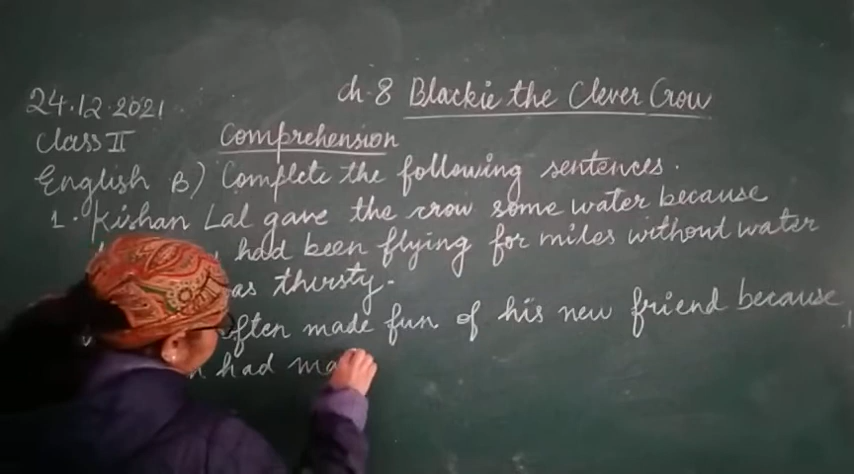 24.12.2021 ch.8 Blackie the Clever Crow
Class II Comprehension
English B) Complete the following sentences.
1. Kishan Lal gave the crow some water because
had been flying for miles without water
as thirsty.
often made fun of his new friend because
had ma